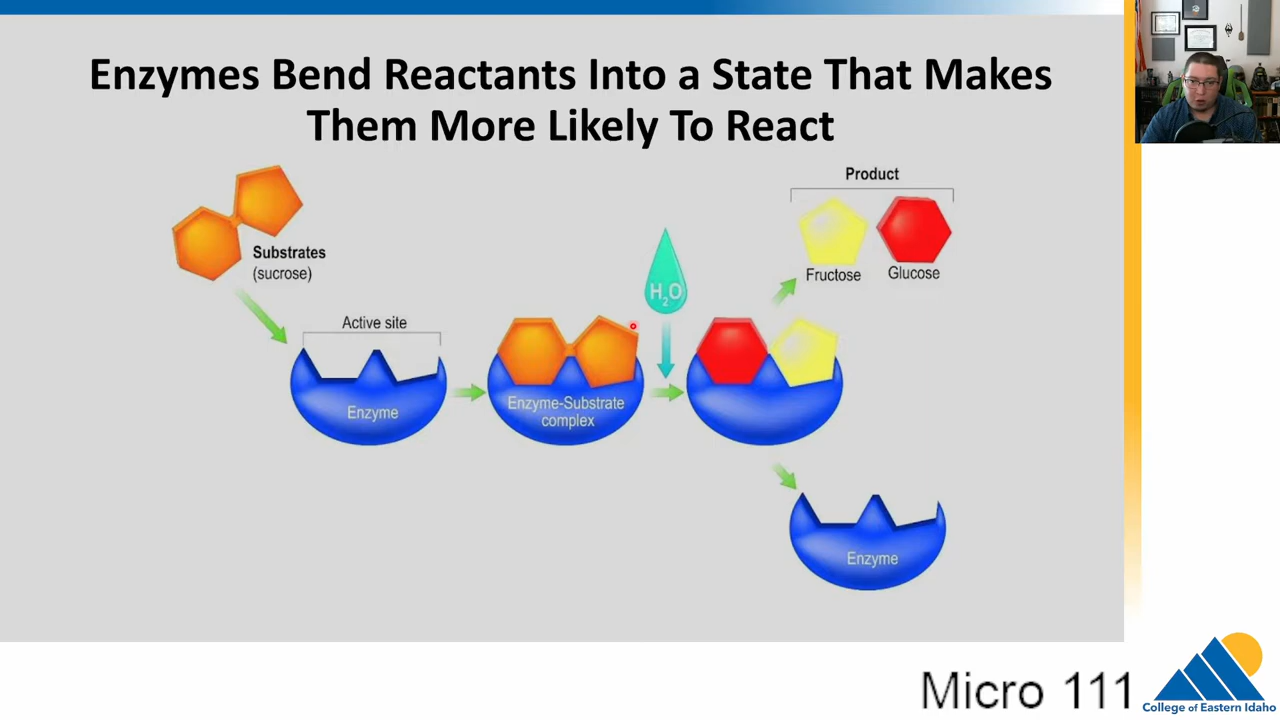 Enzymes Bend Reactants Into a State That Makes
Them More Likely To React
Product
Substrates
(sucrose)
Fructose
Glucose
H₂O
Active site
Enzyme
Enzyme-Substrate
complex
Enzyme
Micro 111
College of Eastern Idaho